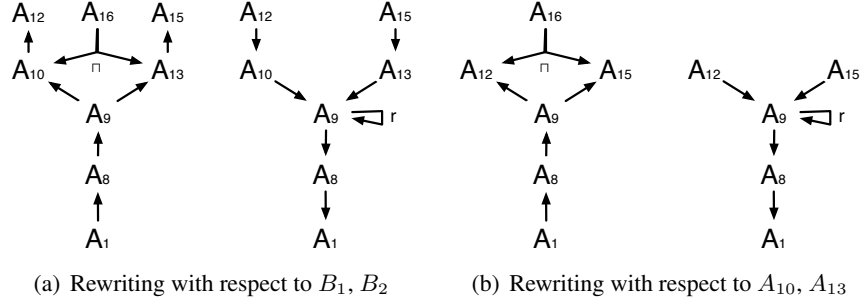 A12 A16 A15 A12 A15 A16
A10 ⊓ A13 A10 A13 A12 ⊓ A15 A12 A15
A9 A9 r A9 A9 r
A8 A8 A8 A8
A1 A1 A1 A1
(a) Rewriting with respect to B1, B2 (b) Rewriting with respect to A10, A13